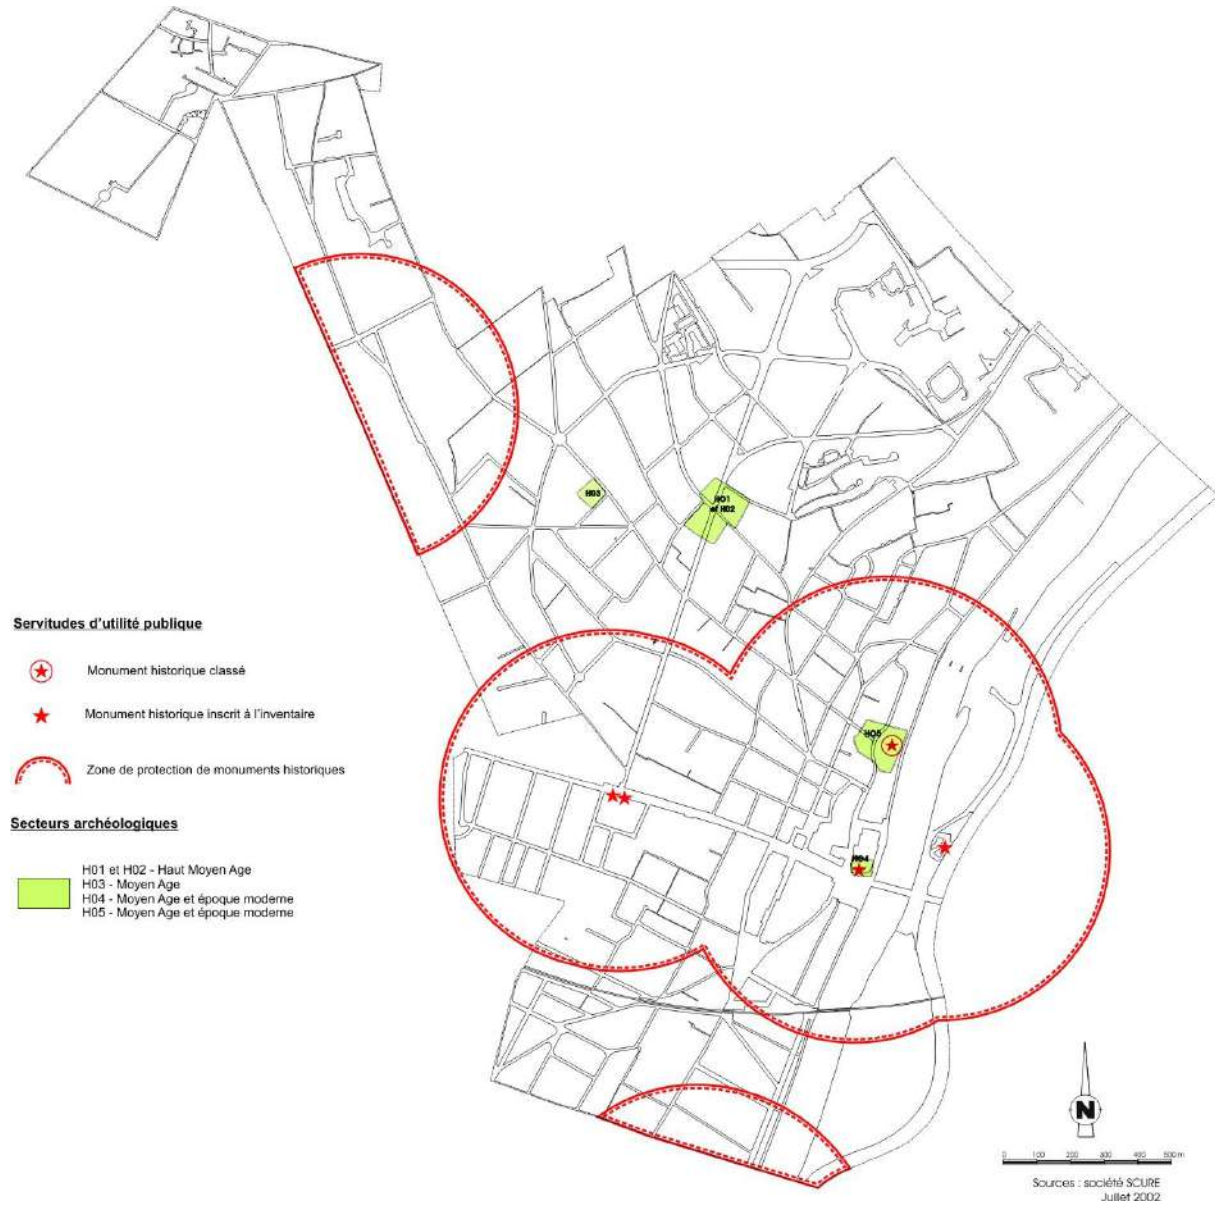 H03
H01
et H02
Servitudes d'utilité publique
Monument historique classé
Monument historique inscrit à l'inventaire
H05
Zone de protection de monuments historiques
Secteurs archéologiques
H04
H01 et H02 - Haut Moyen Age
H03 - Moyen Age
H04 - Moyen Age et époque moderne
H05 - Moyen Age et époque moderne
N
0 100 200 300 400 500 m
Sources : société SCURE
Juillet 2002